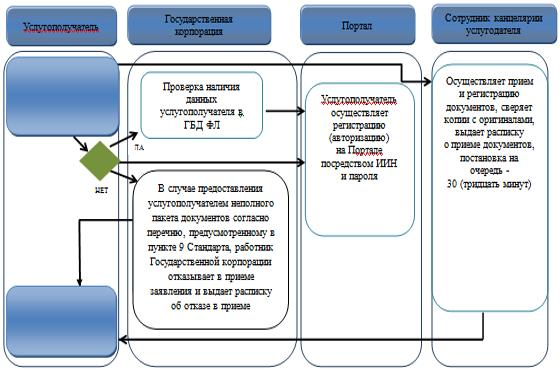 Услугополучатель
Государственная
корпорация
Портал
Сотрудник канцелярии
услугодателя
Проверка наличия
данных
услугополучателя в
ГБД ФЛ
ДА
НЕТ
В случае предоставления
услугополучателем неполного
пакета документов согласно
перечню, предусмотренному в
пункте 9 Стандарта, работник
Государственной корпорации
отказывает в приеме
заявления и выдает расписку
об отказе в приеме
Услугополучатель
осуществляет
регистрацию
(авторизацию)
на Портале
посредством ИИН
и пароля
Осуществляет прием
и регистрацию
документов, сверяет
копии с оригиналами,
выдает расписку
о приеме документов,
постановка на
очередь -
30 (тридцать минут)